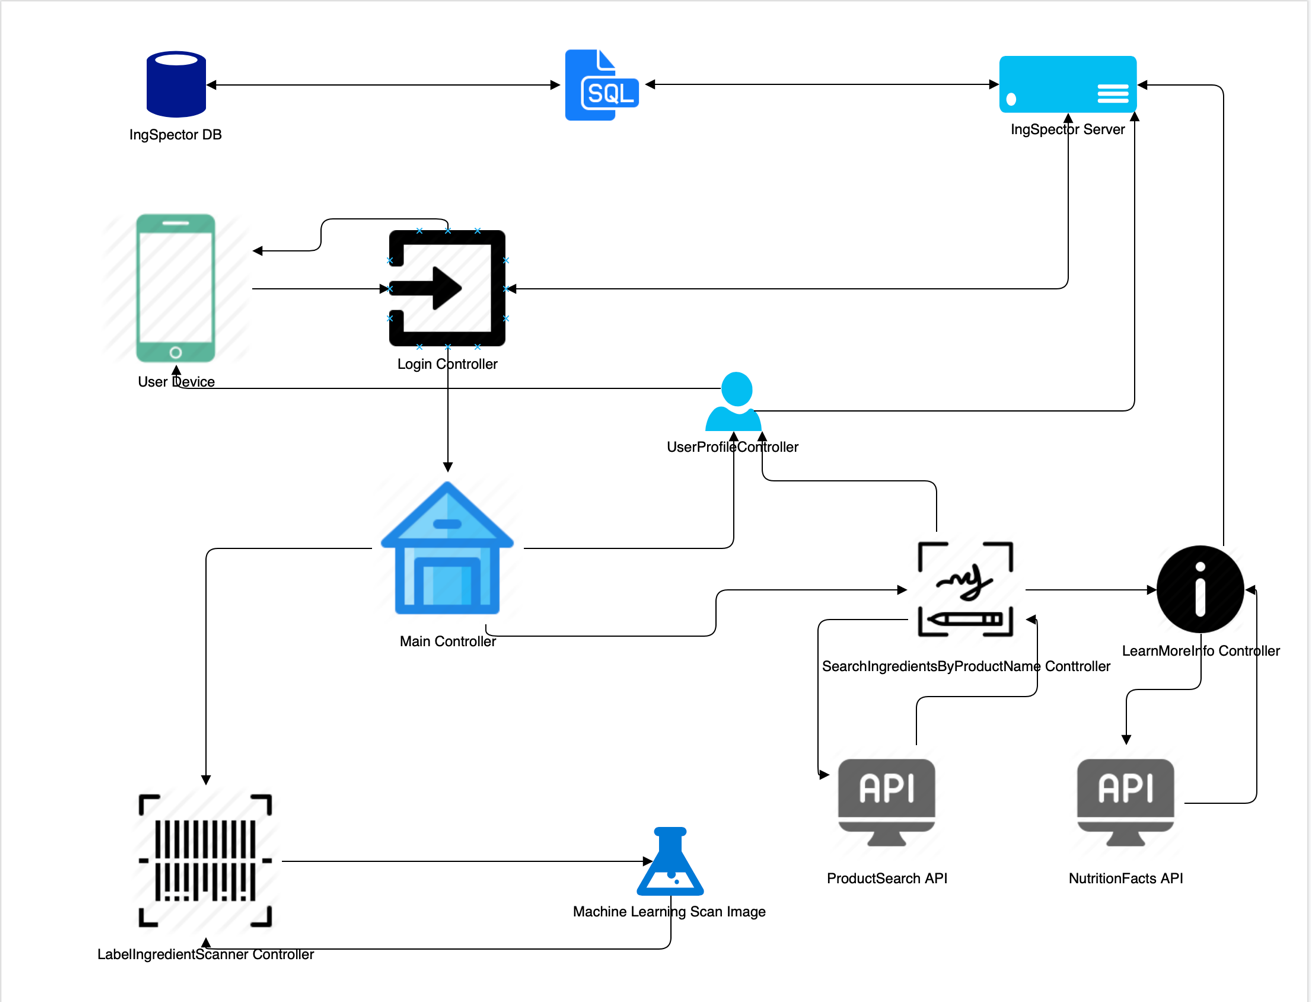 SQL
IngSpector DB
IngSpector Server
Login Controller
User Device
UserProfileController
Main Controller
LearnMoreInfo Controller
SearchIngredientsByProductName Conttroller
API
API
ProductSearch API
NutritionFacts API
Machine Learning Scan Image
LabelIngredientScanner Controller